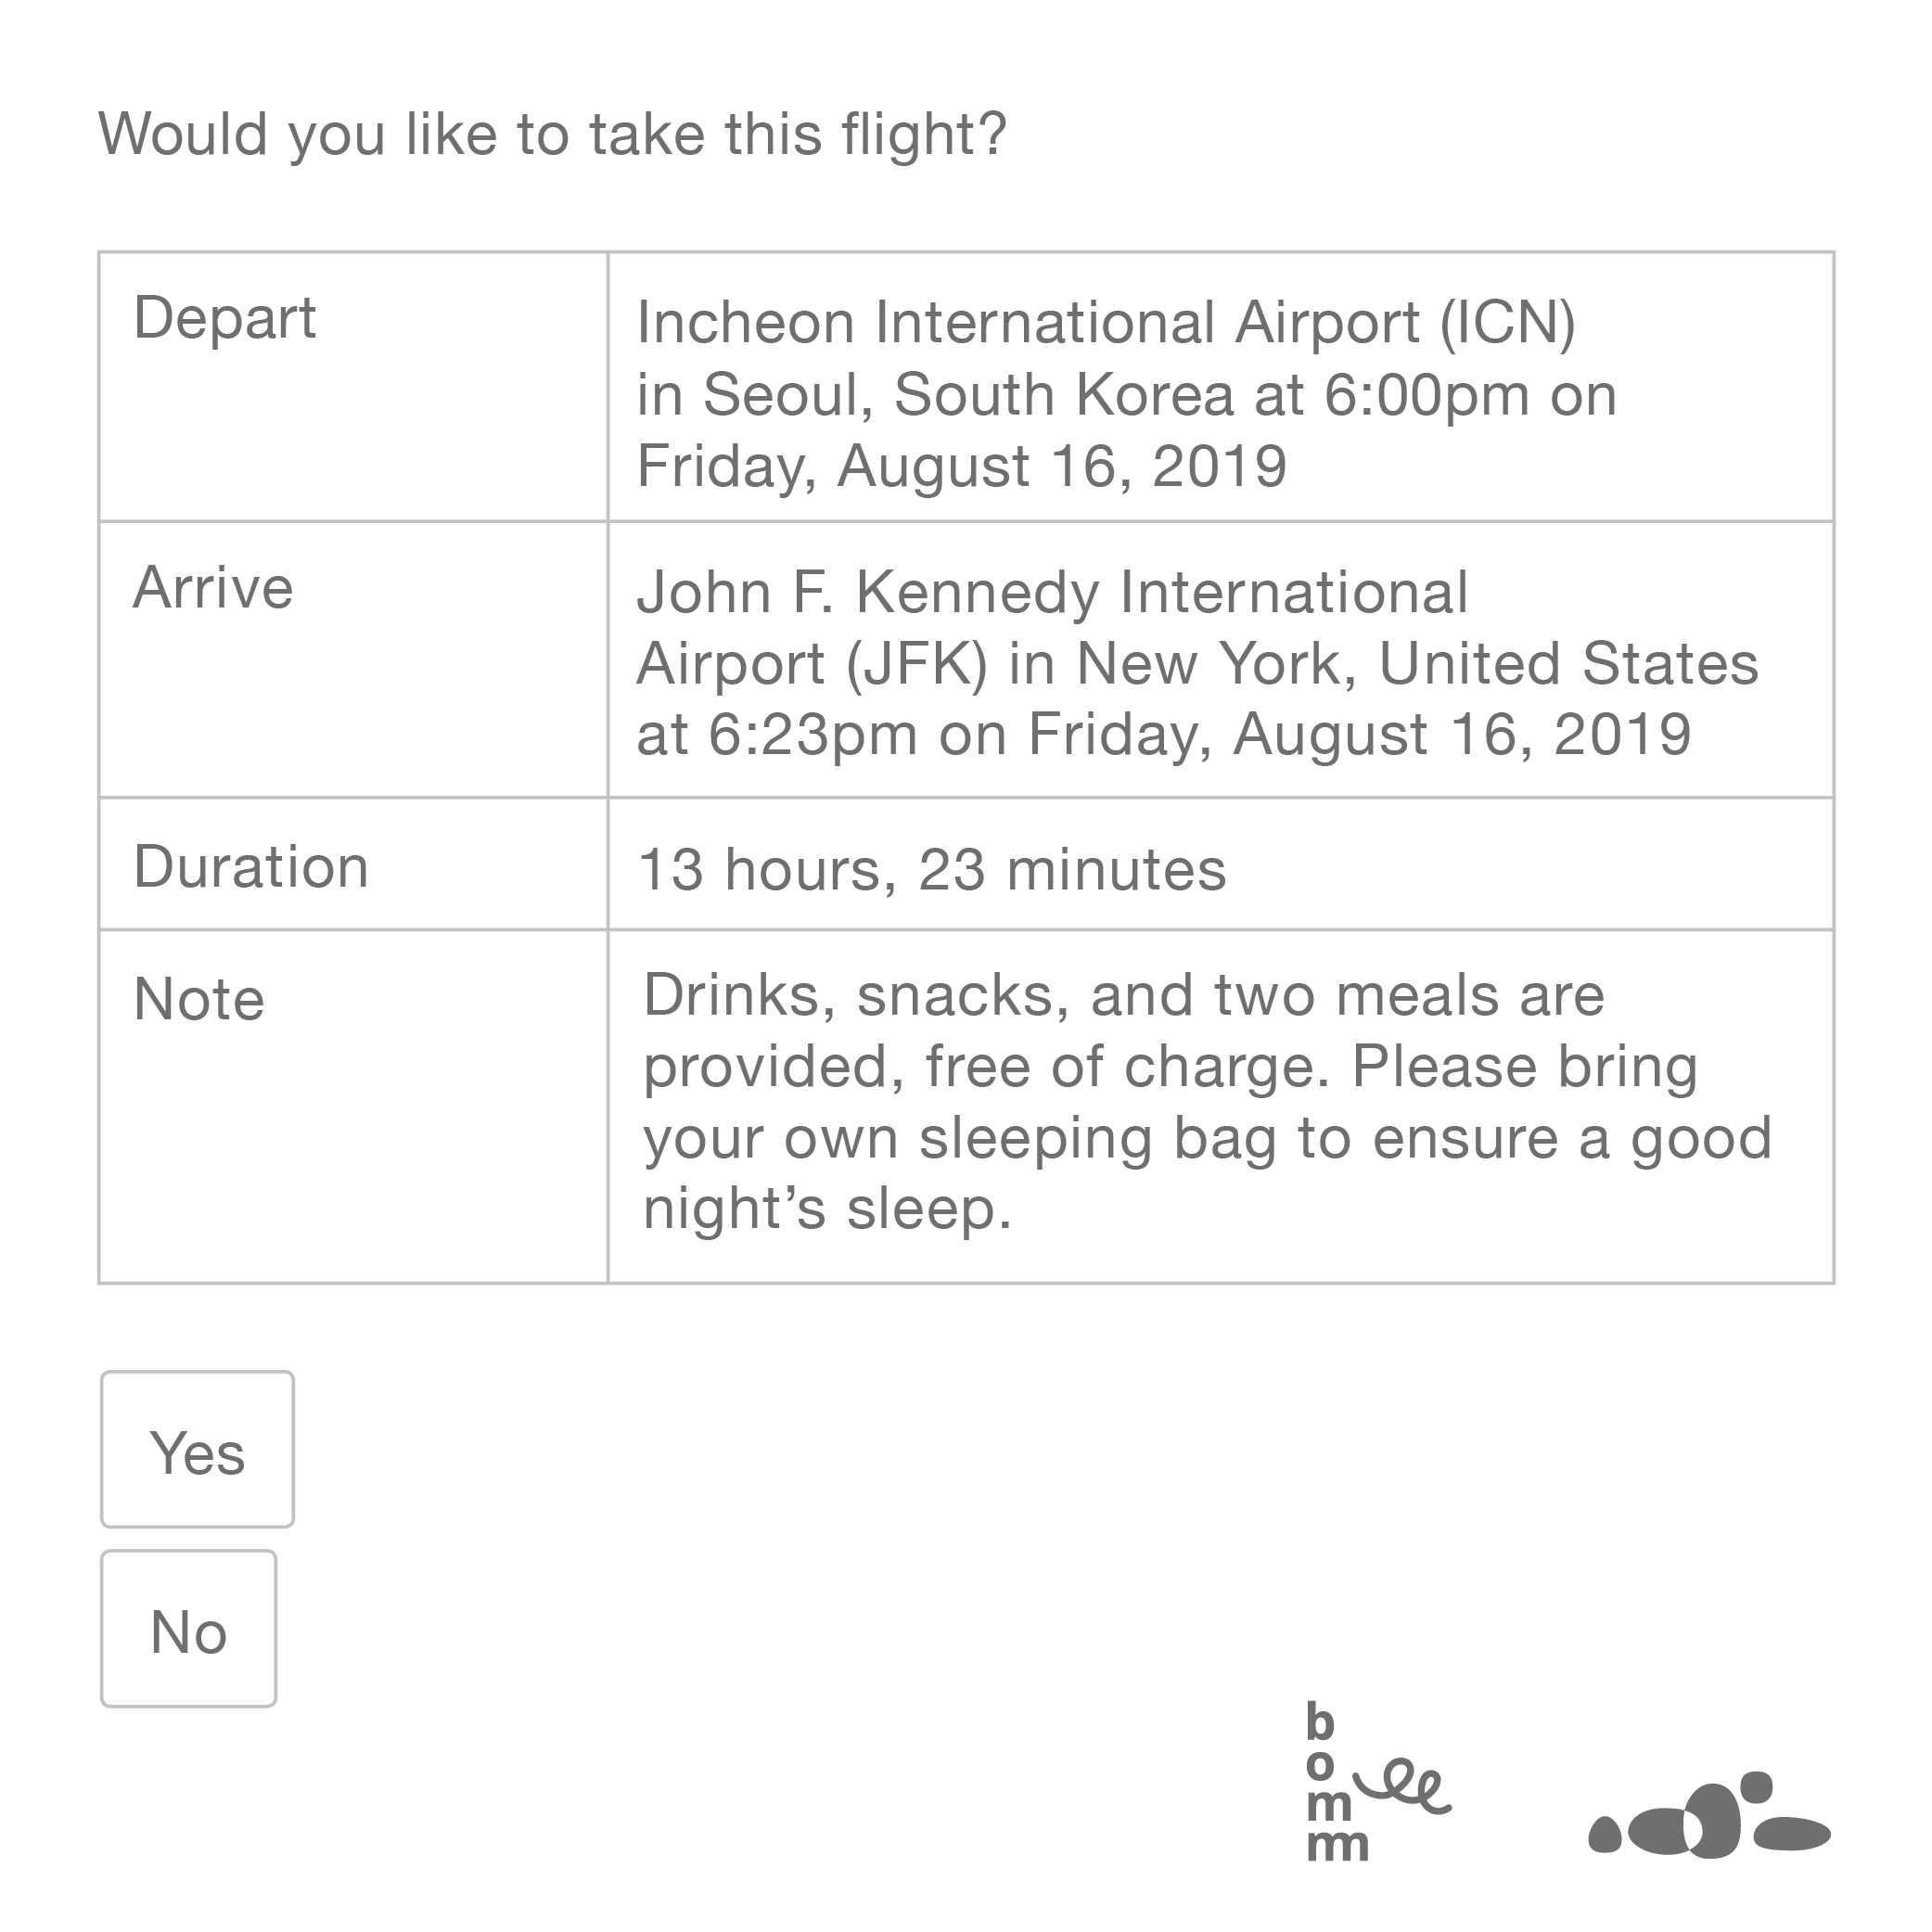 Would you like to take this flight?
Depart
Incheon International Airport (ICN)
in Seoul, South Korea at 6:00pm on
Friday, August 16, 2019
Arrive
John F. Kennedy International
Airport (JFK) in New York, United States
at 6:23pm on Friday, August 16, 2019
Duration
13 hours, 23 minutes
Note
Drinks, snacks, and two meals are
provided, free of charge. Please bring
your own sleeping bag to ensure a good
night’s sleep.
Yes
No
b
o
m
m